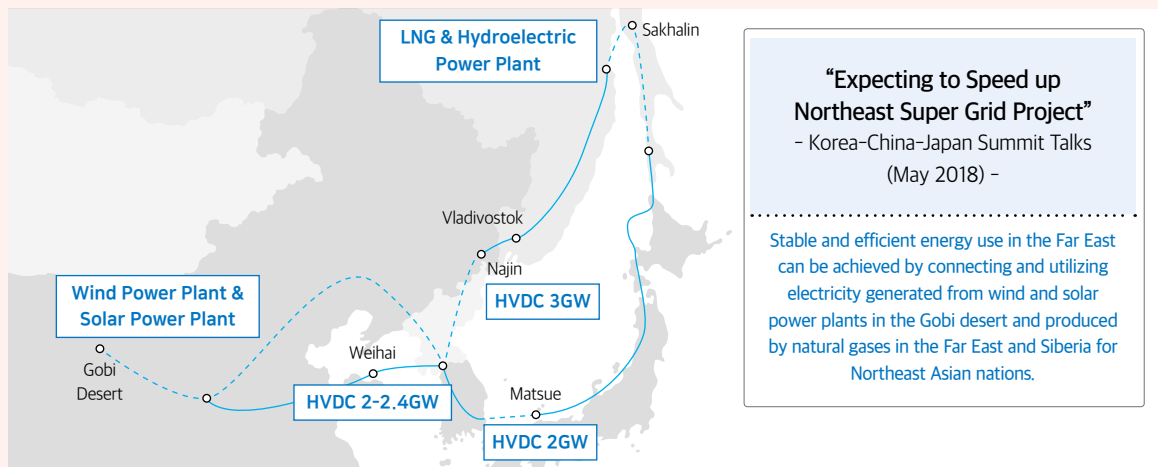 LNG & Hydroelectric
Power Plant
Sakhalin
Vladivostok
Najin
HVDC 3GW
Wind Power Plant &
Solar Power Plant
Gobi
Desert
Weihai
HVDC 2-2.4GW
Matsue
HVDC 2GW
“Expecting to Speed up
Northeast Super Grid Project”
- Korea-China-Japan Summit Talks
(May 2018) -
Stable and efficient energy use in the Far East
can be achieved by connecting and utilizing
electricity generated from wind and solar
power plants in the Gobi desert and produced
by natural gases in the Far East and Siberia for
Northeast Asian nations.